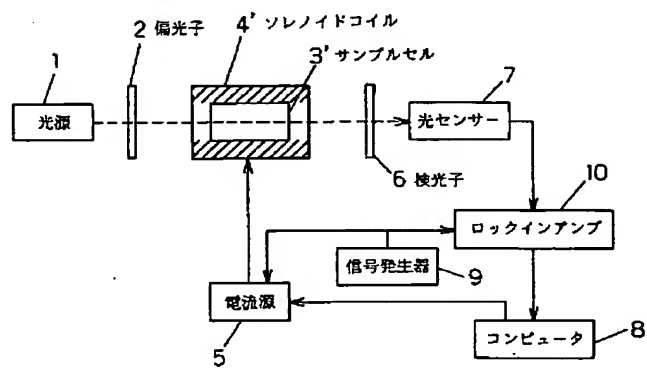 2 偏光子
4' ソレノイドコイル
3' サンプルセル
1
7
光源
光センサー
6 検光子
10
ロックインアンプ
信号発生器
9
電流源
5
コンピュータ
8